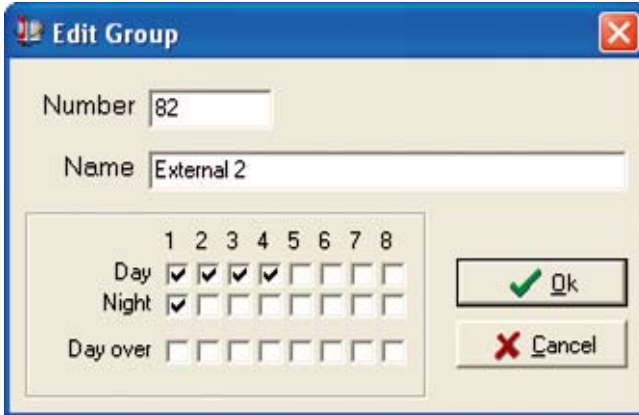 Edit Group
Number 82
Name External 2
1 2 3 4 5 6 7 8
Day
Night
Day over
Ok
Cancel